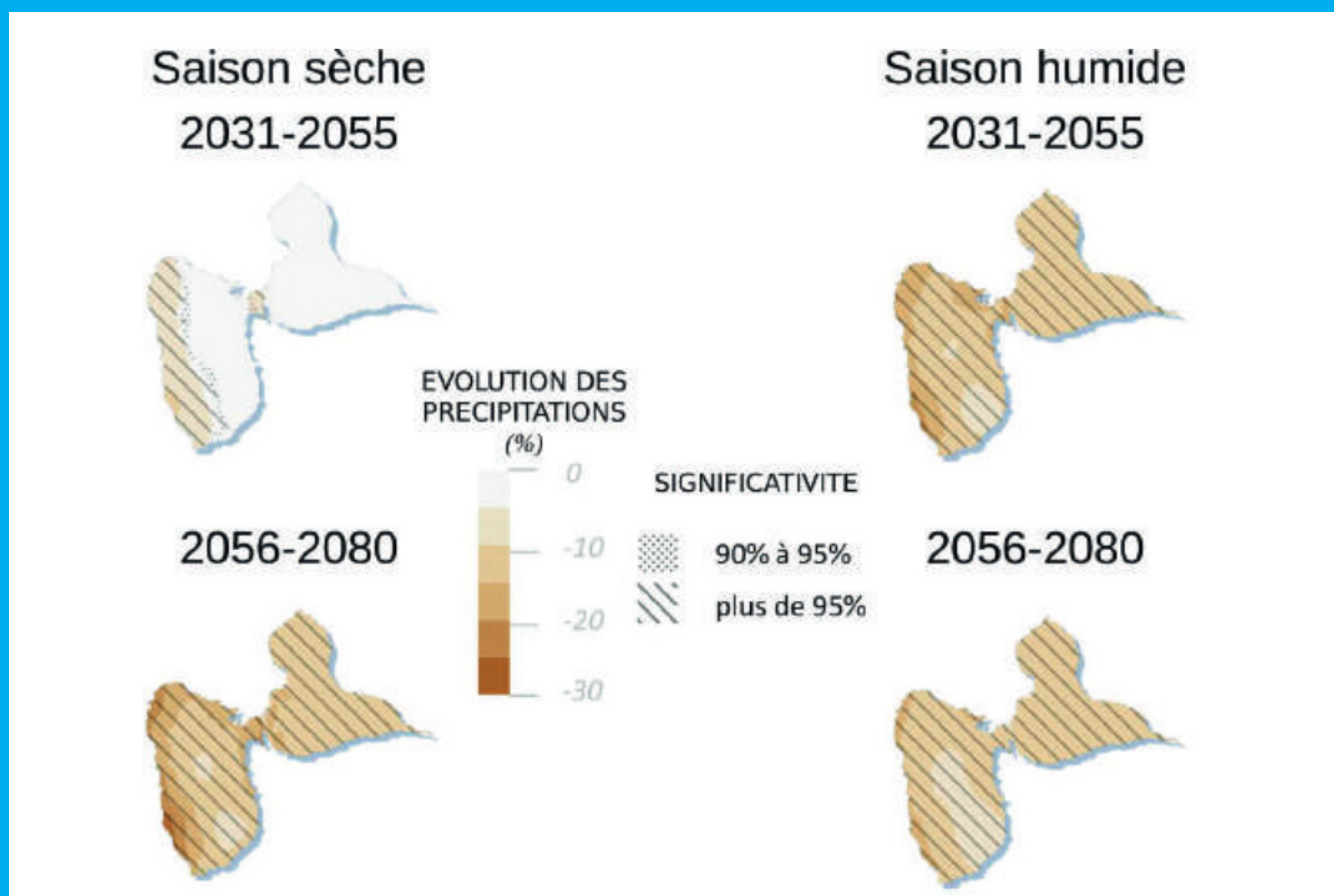 Saison sèche
2031-2055
Saison humide
2031-2055
EVOLUTION DES
PRECIPITATIONS
(%)
0
-10
-20
-30
SIGNIFICATIVITE
90% à 95%
plus de 95%
2056-2080
2056-2080